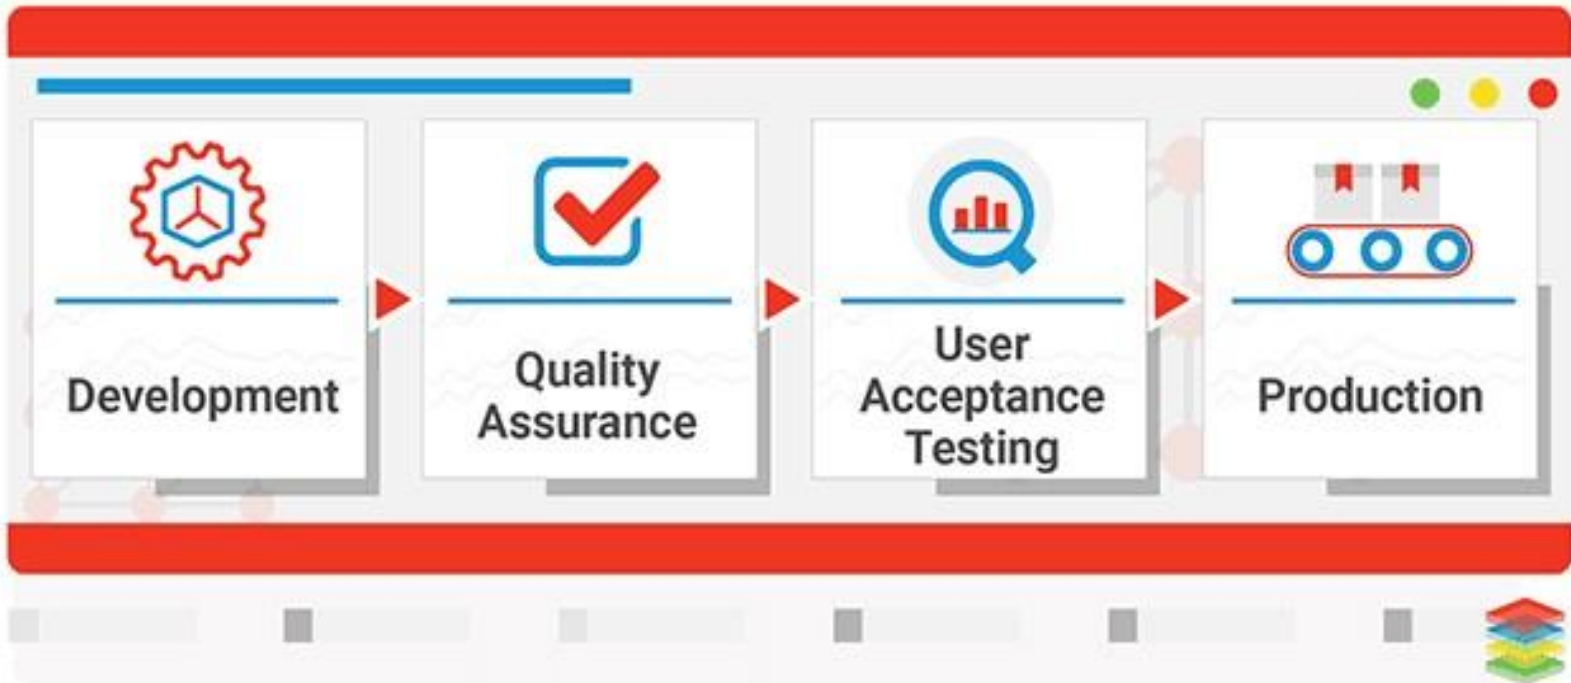 Development
Quality
Assurance
User
Acceptance
Testing
Production